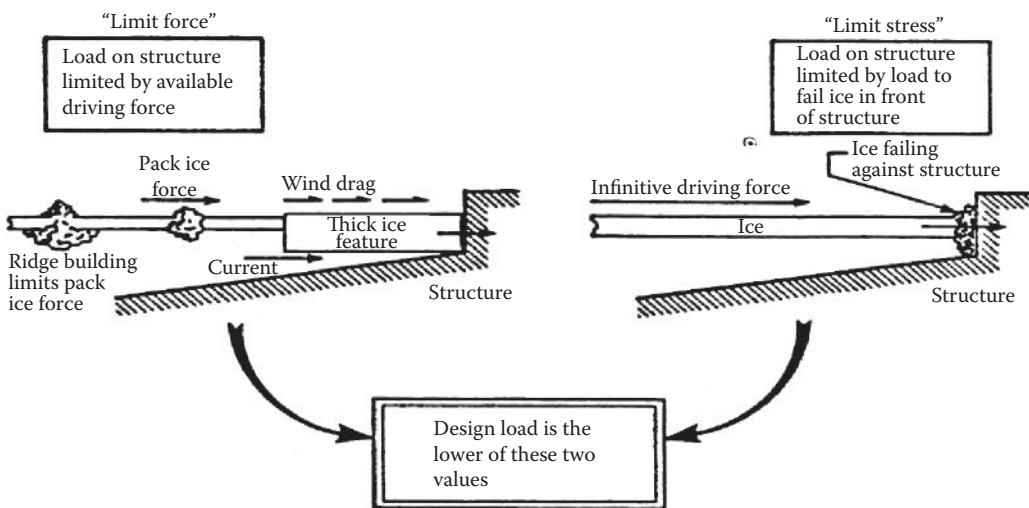 “Limit force”
Load on structure
limited by available
driving force
Pack ice
force
Wind drag
Thick ice
feature
Current
Ridge building
limits pack
ice force
Structure
“Limit stress”
Load on structure
limited by load to
fail ice in front
of structure
Ice failing
against structure
Infinitive driving force
Ice
Structure
Design load is the
lower of these two
values